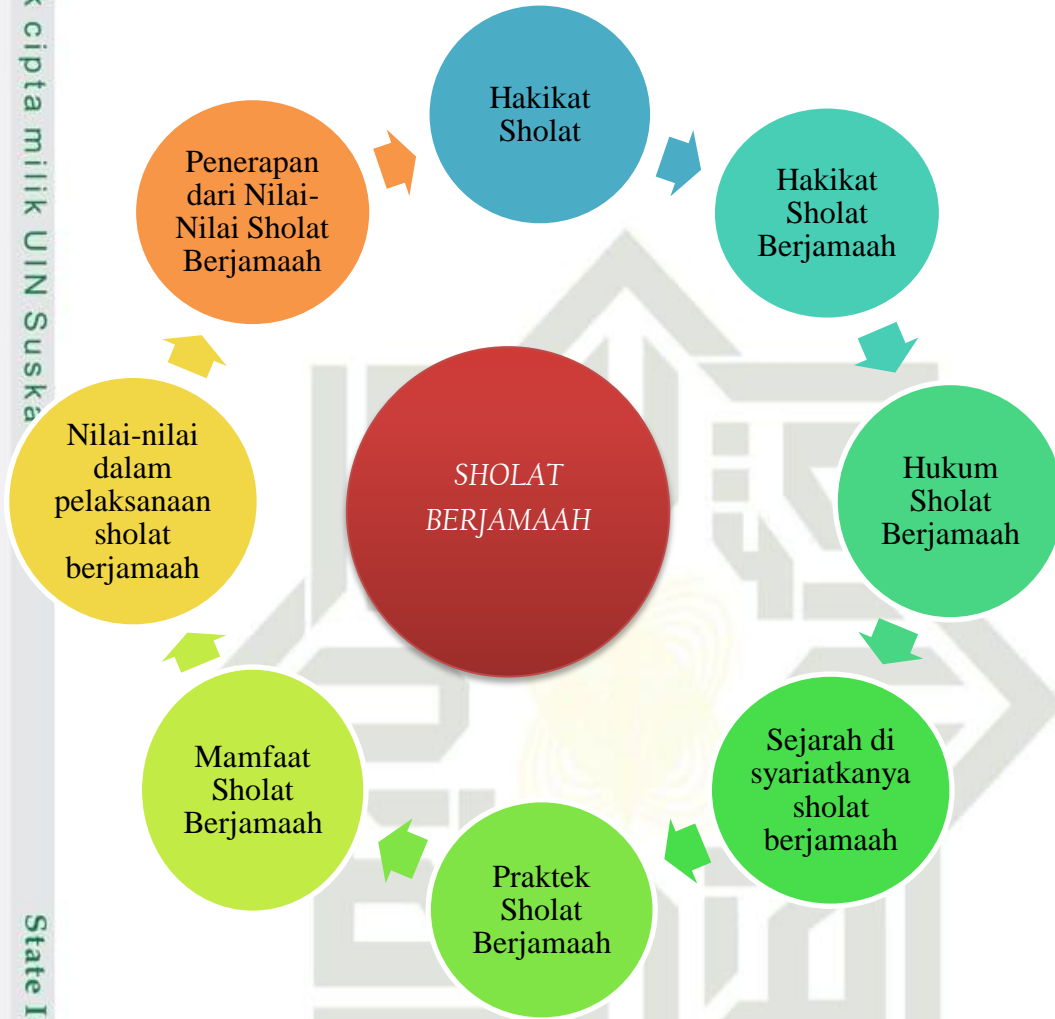 Hakikat
Sholat
Hakikat
Sholat
Berjamaah
Hukum
Sholat
Berjamaah
Sejarah di
syariatkanya
sholat
berjamaah
Praktek
Sholat
Berjamaah
Mamfaat
Sholat
Berjamaah
Nilai-nilai
dalam
pelaksanaan
sholat
berjamaah
Penerapan
dari Nilai-
Nilai Sholat
Berjamaah
SHOLAT
BERJAMAAH
cipta milik UIN Suska
State